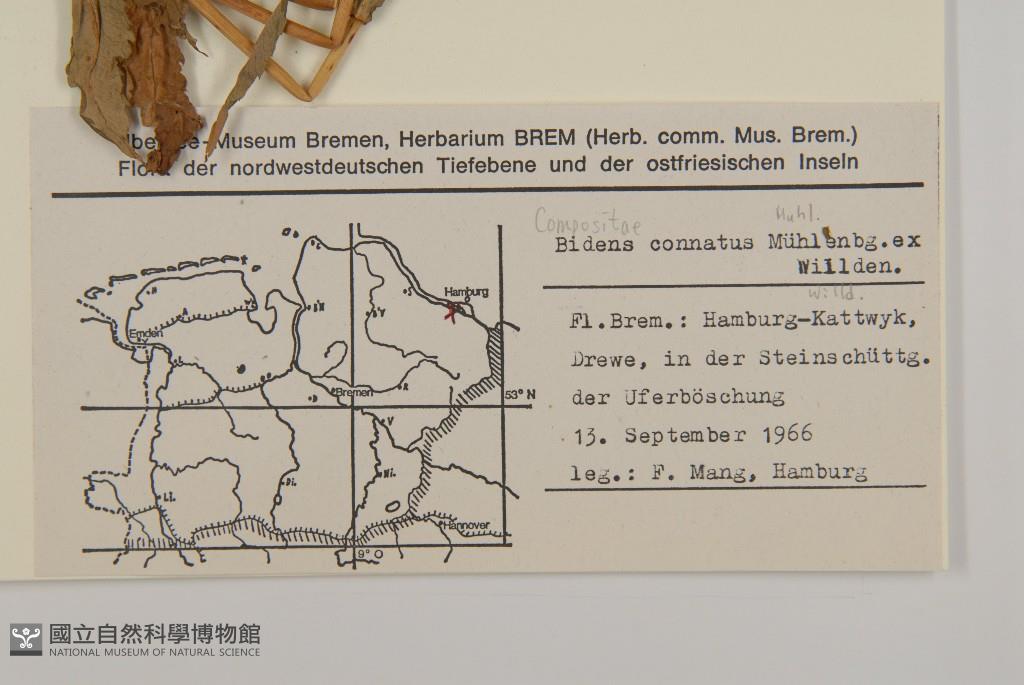 Museum Bremen, Herbarium BREM (Herb. comm. Mus. Brem.)
Flora der nordwestdeutschen Tiefebene und der ostfriesischen Inseln
Compositae
Muhl.
Bidens connatus Mühlenbg.ex
Willden.
Willd.
Fl.Brem.: Hamburg-Kattwyk,
Drewe, in der Steinschüttg.
der Uferböschung
13. September 1966
leg.: F. Mang, Hamburg
Hamburg
Emden
Bremen
53° N
Hannover
9° O
國立自然科學博物館
NATIONAL MUSEUM OF NATURAL SCIENCE